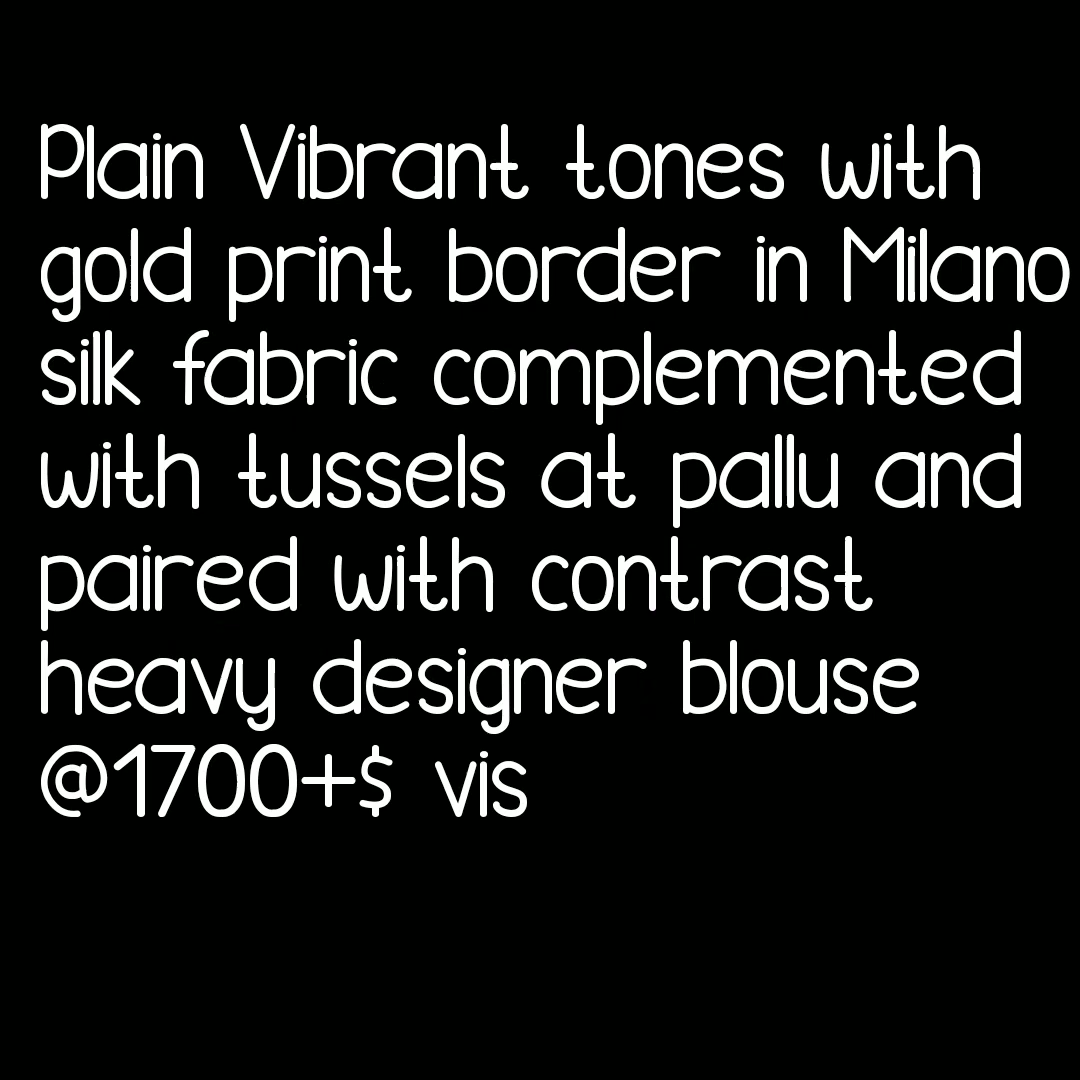 Plain Vibrant tones with
gold print border in Milano
silk fabric complemented
with tussels at pallu and
paired with contrast
heavy designer blouse
@1700+$ vis